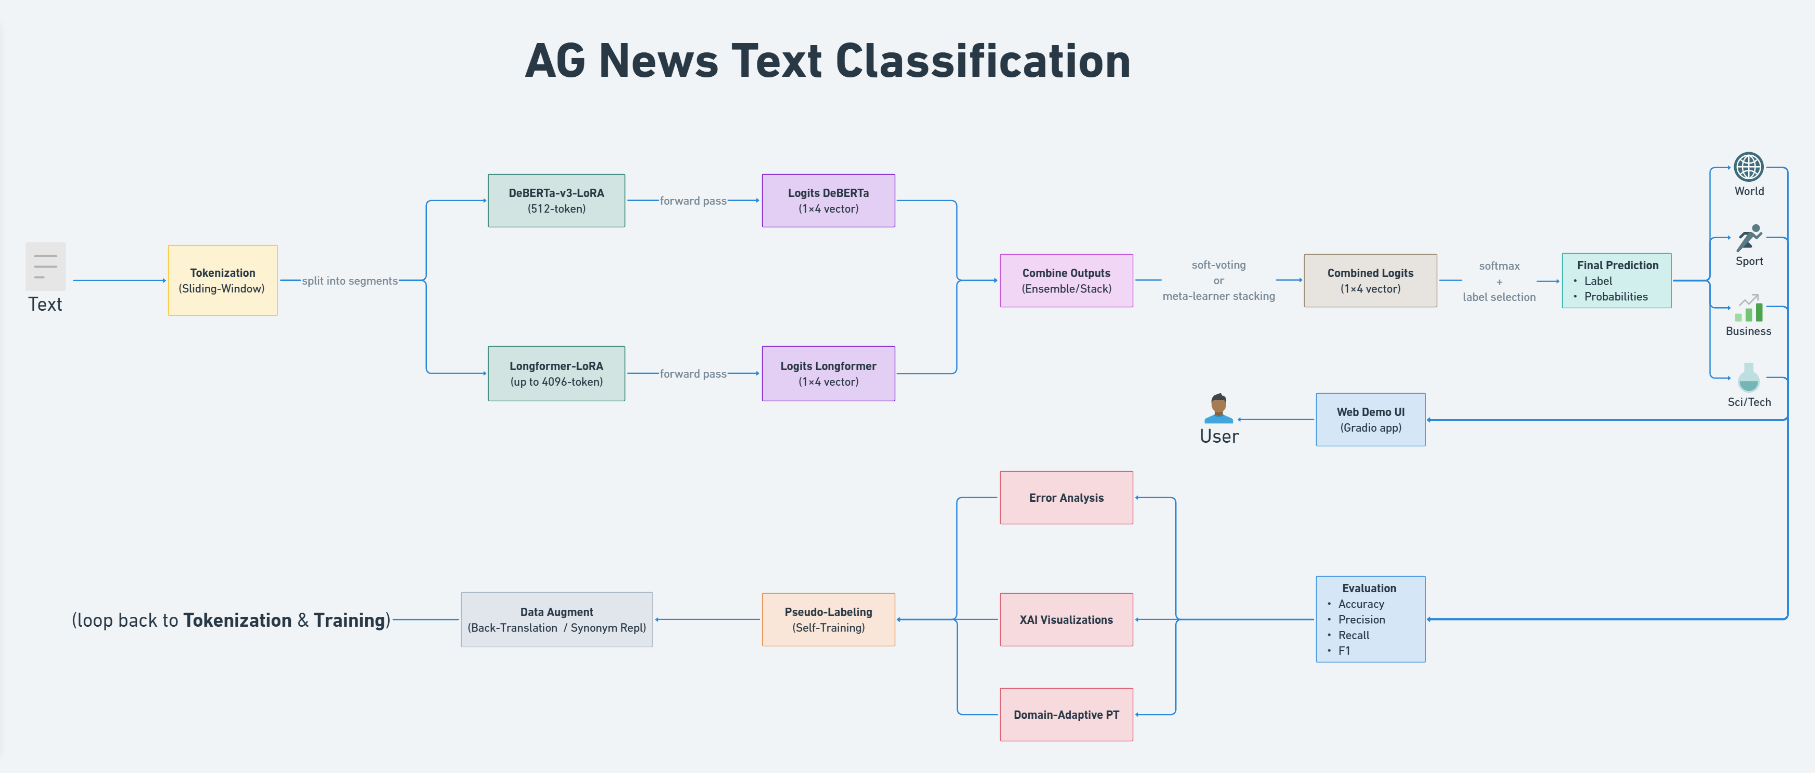 AG News Text Classification
Text
Tokenization
(Sliding-Window)
split into segments
DeBERTa-v3-LoRA
(512-token)
forward pass
Logits DeBERTa
(1×4 vector)
Longformer-LoRA
(up to 4096-token)
forward pass
Logits Longformer
(1×4 vector)
Combine Outputs
(Ensemble/Stack)
soft-voting
or
meta-learner stacking
Combined Logits
(1×4 vector)
softmax
+
label selection
Final Prediction
• Label
• Probabilities
World
Sport
Business
Sci/Tech
Web Demo UI
(Gradio app)
User
Evaluation
• Accuracy
• Precision
• Recall
• F1
Error Analysis
XAI Visualizations
Domain-Adaptive PT
Pseudo-Labeling
(Self-Training)
Data Augment
(Back-Translation / Synonym Repl)
(loop back to Tokenization & Training)